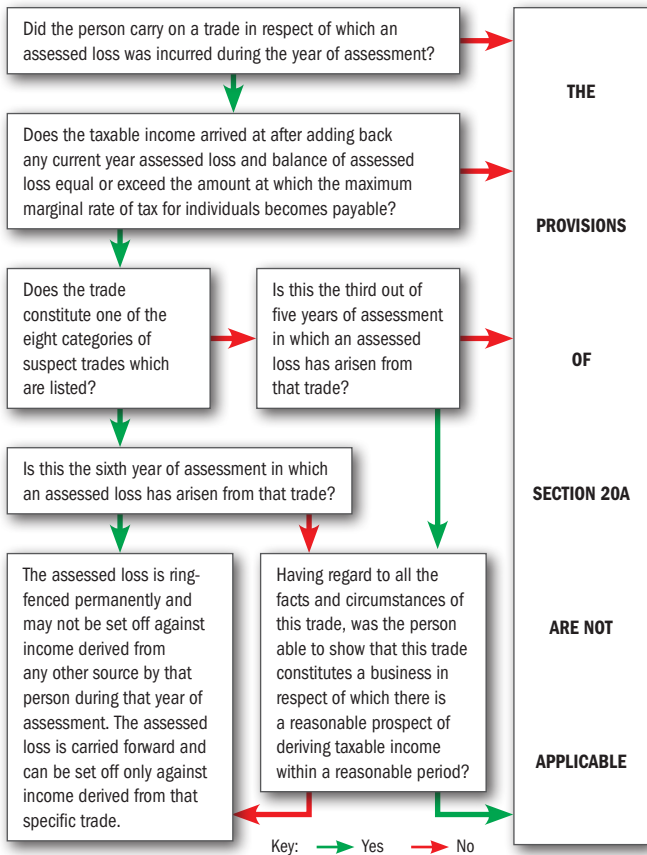 Did the person carry on a trade in respect of which an
assessed loss was incurred during the year of assessment?
Does the taxable income arrived at after adding back
any current year assessed loss and balance of assessed
loss equal or exceed the amount at which the maximum
marginal rate of tax for individuals becomes payable?
Does the trade
constitute one of the
eight categories of
suspect trades which
are listed?
Is this the third out of
five years of assessment
in which an assessed
loss has arisen from
that trade?
Is this the sixth year of assessment in which
an assessed loss has arisen from that trade?
The assessed loss is ring-
fenced permanently and
may not be set off against
income derived from
any other source by that
person during that year of
assessment. The assessed
loss is carried forward and
can be set off only against
income derived from that
specific trade.
Having regard to all the
facts and circumstances of
this trade, was the person
able to show that this trade
constitutes a business in
respect of which there is
a reasonable prospect of
deriving taxable income
within a reasonable period?
THE
PROVISIONS
OF
SECTION 20A
ARE NOT
APPLICABLE
Key: Yes No